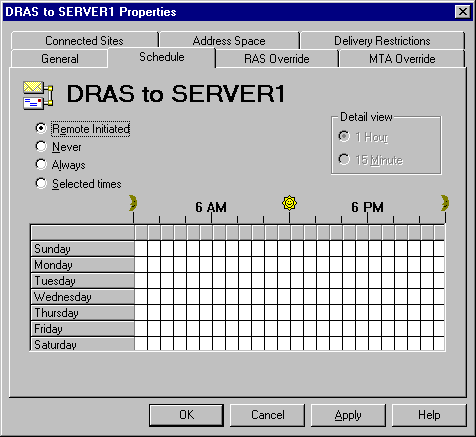 DRAS to SERVER1 Properties
Connected Sites Address Space Delivery Restrictions
General Schedule RAS Override MTA Override
DRAS to SERVER1
Remote Initiated
Never
Always
Selected times
Detail view
1 Hour
15 Minute
6 AM 6 PM
Sunday
Monday
Tuesday
Wednesday
Thursday
Friday
Saturday
OK Cancel Apply Help